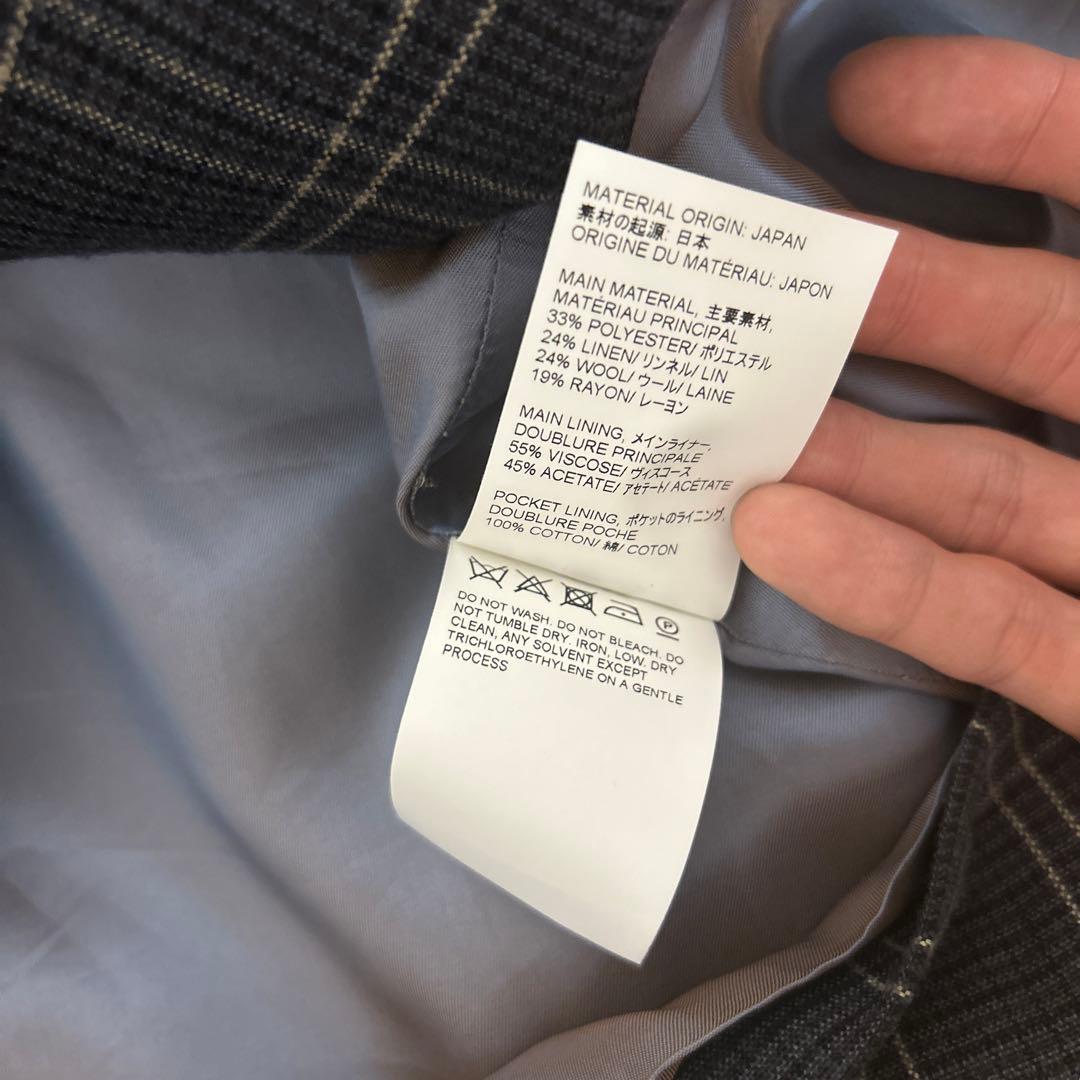 MATERIAL ORIGIN: JAPAN
素材の起源: 日本
ORIGINE DU MATÉRIAU: JAPON
MAIN MATERIAL, 主要素材,
MATÉRIAU PRINCIPAL
33% POLYESTER/ ポリエステル
24% LINEN/ リンネル/ LIN
24% WOOL/ ウール/ LAINE
19% RAYON/ レーヨン
MAIN LINING, メインライナー,
DOUBLURE PRINCIPALE
55% VISCOSE/ ヴィスコース
45% ACETATE/ アセテート/ ACÉTATE
POCKET LINING, ポケットのライニング,
DOUBLURE POCHE
100% COTTON/ 綿/ COTON
P
DO NOT WASH. DO NOT BLEACH. DO
NOT TUMBLE DRY. IRON, LOW. DRY
CLEAN, ANY SOLVENT EXCEPT
TRICHLOROETHYLENE ON A GENTLE
PROCESS